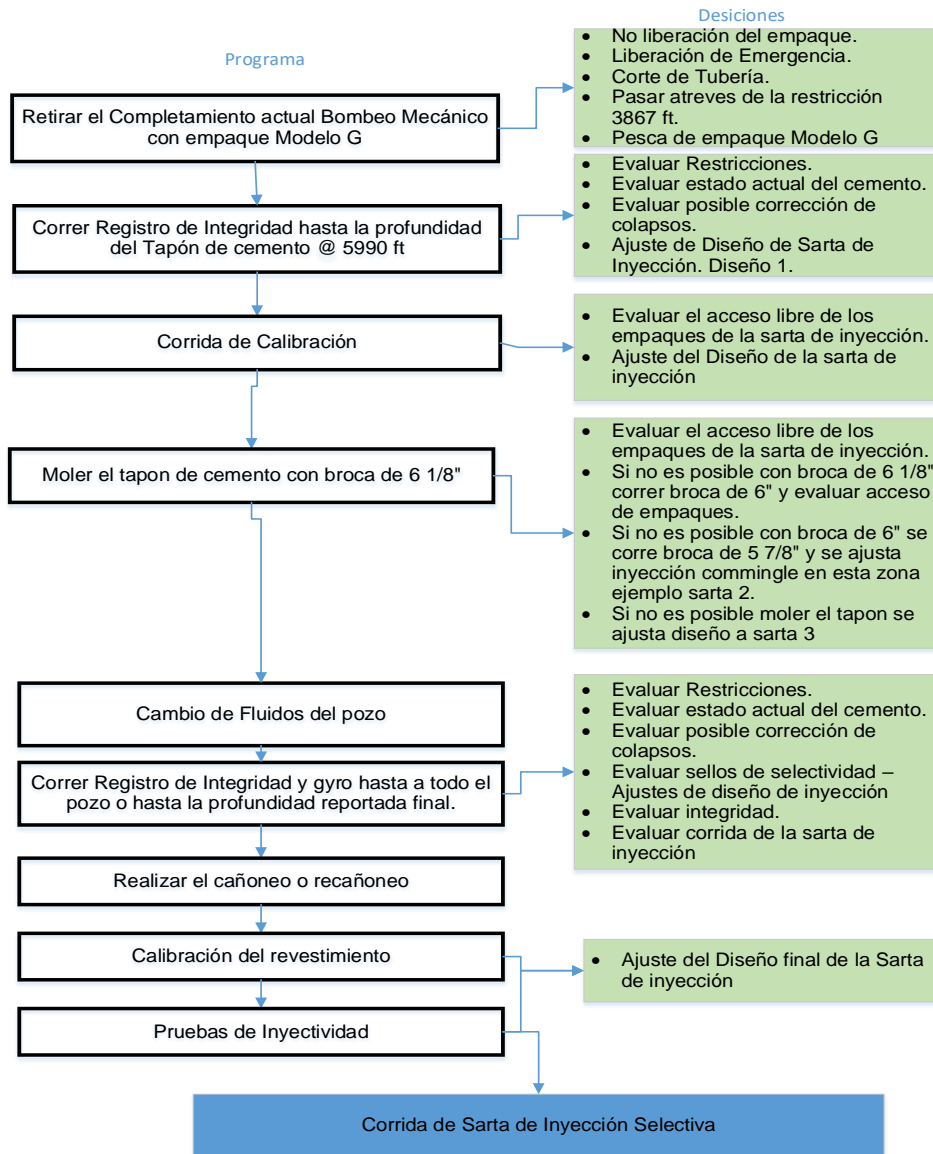 Desiciones
Programa
Retirar el Completamiento actual Bombeo Mecánico
con empaque Modelo G
• No liberación del empaque.
• Liberación de Emergencia.
• Corte de Tubería.
• Pasar atreves de la restricción
3867 ft.
• Pesca de empaque Modelo G
Correr Registro de Integridad hasta la profundidad
del Tapón de cemento @ 5990 ft
• Evaluar Restricciones.
• Evaluar estado actual del cemento.
• Evaluar posible corrección de
colapsos.
• Ajuste de Diseño de Sarta de
Inyección. Diseño 1.
Corrida de Calibración
• Evaluar el acceso libre de los
empaques de la sarta de inyección.
• Ajuste del Diseño de la sarta de
inyección
Moler el tapon de cemento con broca de 6 1/8"
• Evaluar el acceso libre de los
empaques de la sarta de inyección.
• Si no es posible con broca de 6 1/8"
correr broca de 6" y evaluar acceso
de empaques.
• Si no es posible con broca de 6" se
corre broca de 5 7/8" y se ajusta
inyección commingle en esta zona
ejemplo sarta 2.
• Si no es posible moler el tapon se
ajusta diseño a sarta 3
Cambio de Fluidos del pozo
Correr Registro de Integridad y gyro hasta a todo el
pozo o hasta la profundidad reportada final.
• Evaluar Restricciones.
• Evaluar estado actual del cemento.
• Evaluar posible corrección de
colapsos.
• Evaluar sellos de selectividad –
Ajustes de diseño de inyección
• Evaluar integridad.
• Evaluar corrida de la sarta de
inyección
Realizar el cañoneo o recañoneo
Calibración del revestimiento
• Ajuste del Diseño final de la Sarta
de inyección
Pruebas de Inyectividad
Corrida de Sarta de Inyección Selectiva